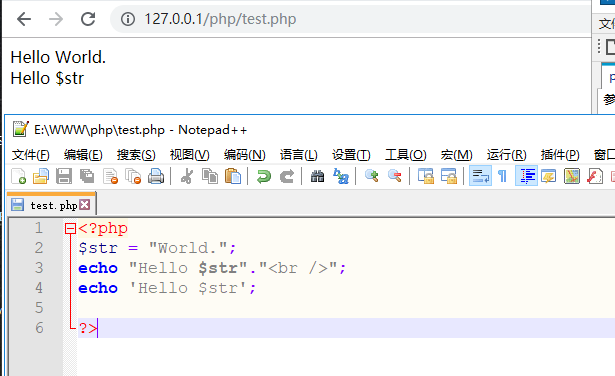 127.0.0.1/php/test.php
文件
Hello World.
Hello $str
参
E:\WWW\php\test.php - Notepad++
文件(F) 编辑(E) 搜索(S) 视图(V) 编码(N) 语言(L) 设置(T) 工具(O) 宏(M) 运行(R) 插件(P) 窗口
test.php
1 <?php
2 $str = "World.";
3 echo "Hello $str"."<br />";
4 echo 'Hello $str';
5
6 ?>